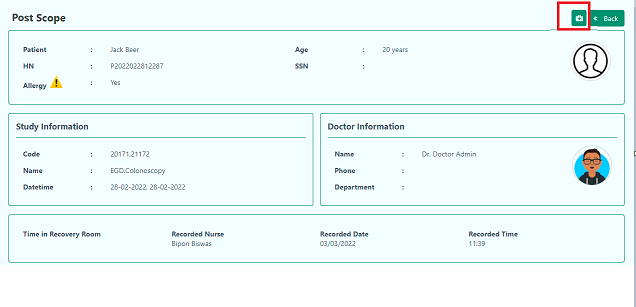 Post Scope
« Back
Patient : Jack Beer Age : 20 years
HN : P2022022812287 SSN :
Allergy : Yes
Study Information
Code : 20171,21172
Name : EGD,Colonoscopy
Datetime : 28-02-2022, 28-02-2022
Doctor Information
Name : Dr. Doctor Admin
Phone :
Department :
Time in Recovery Room Recorded Nurse Recorded Date Recorded Time
Bipon Biswas 03/03/2022 11:39